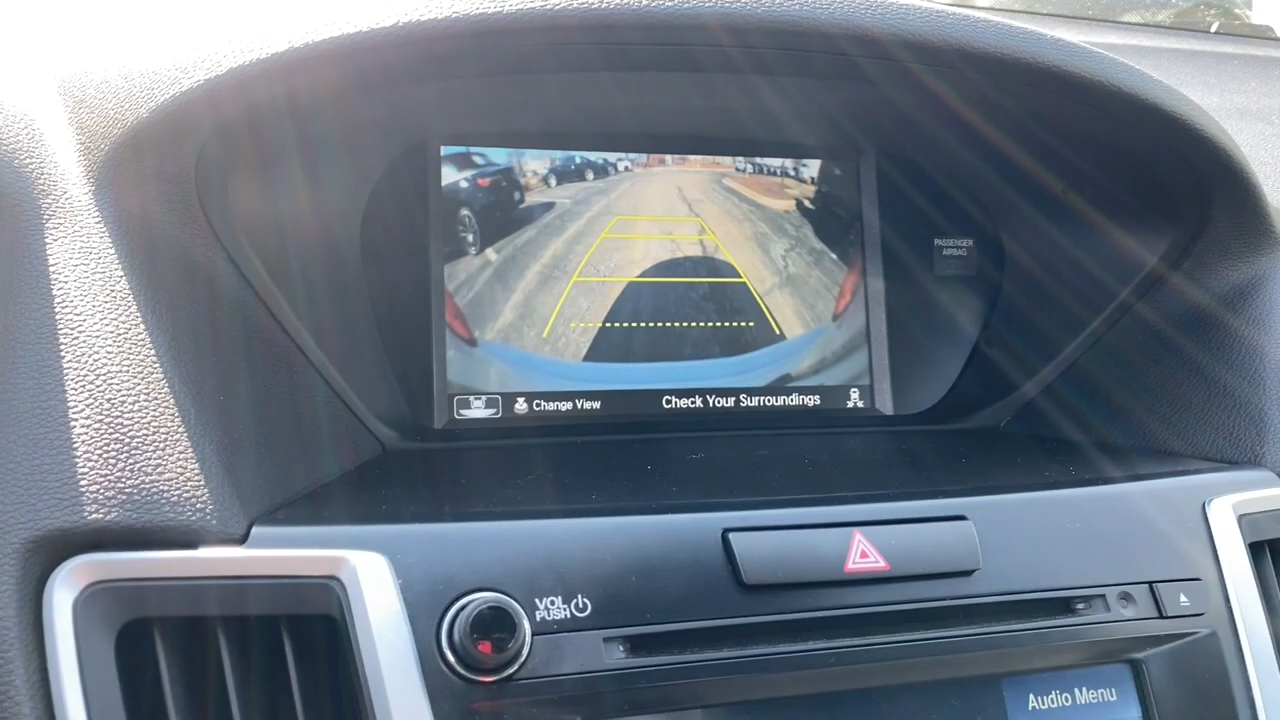 PASSENGER
AIRBAG
Change View
Check Your Surroundings
VOL
PUSH
Audio Menu